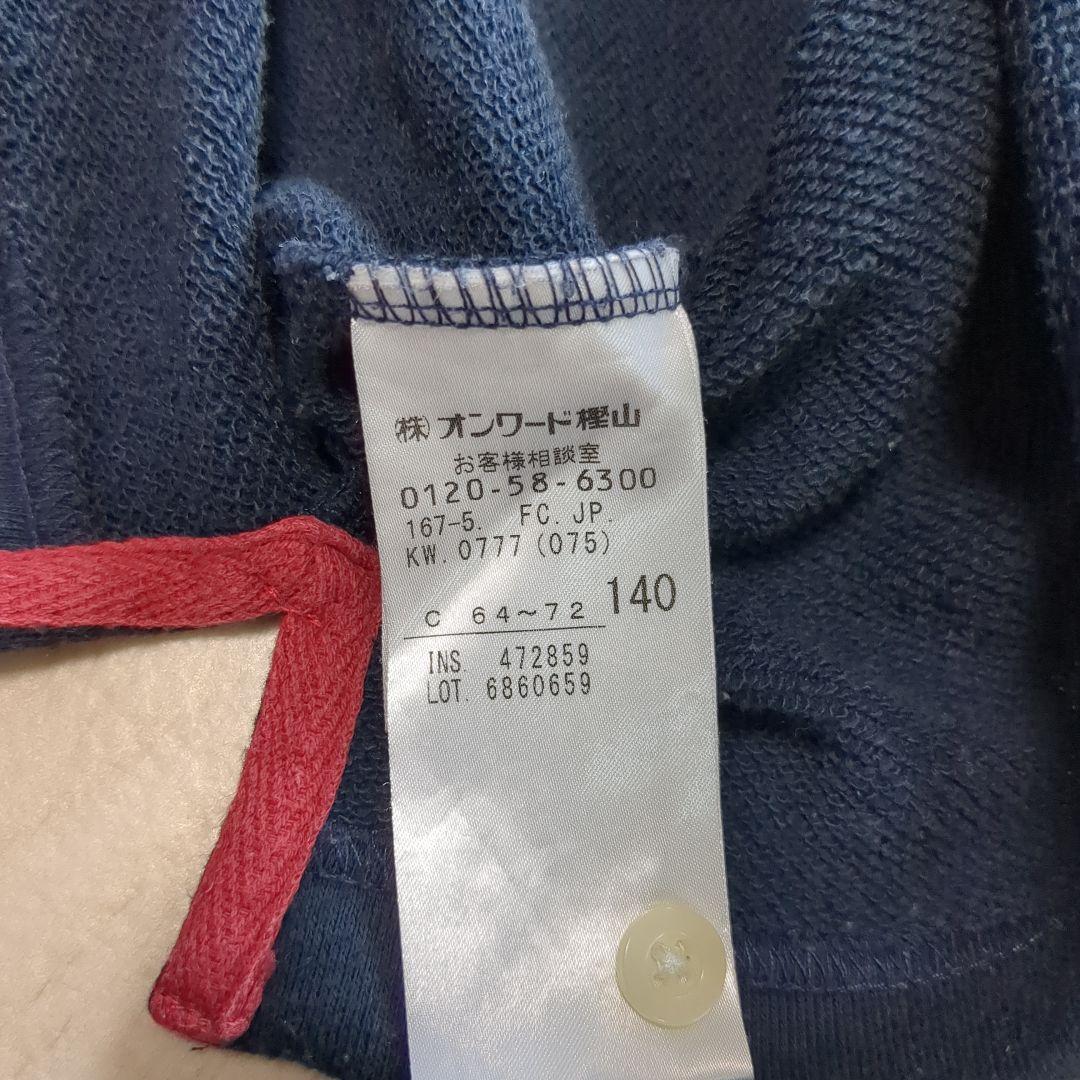 ㈱オンワード樫山
お客様相談室
0120-58-6300
167-5. FC. JP.
KW. 0777 (075)
C 64～72 140
INS. 472859
LOT. 6860659